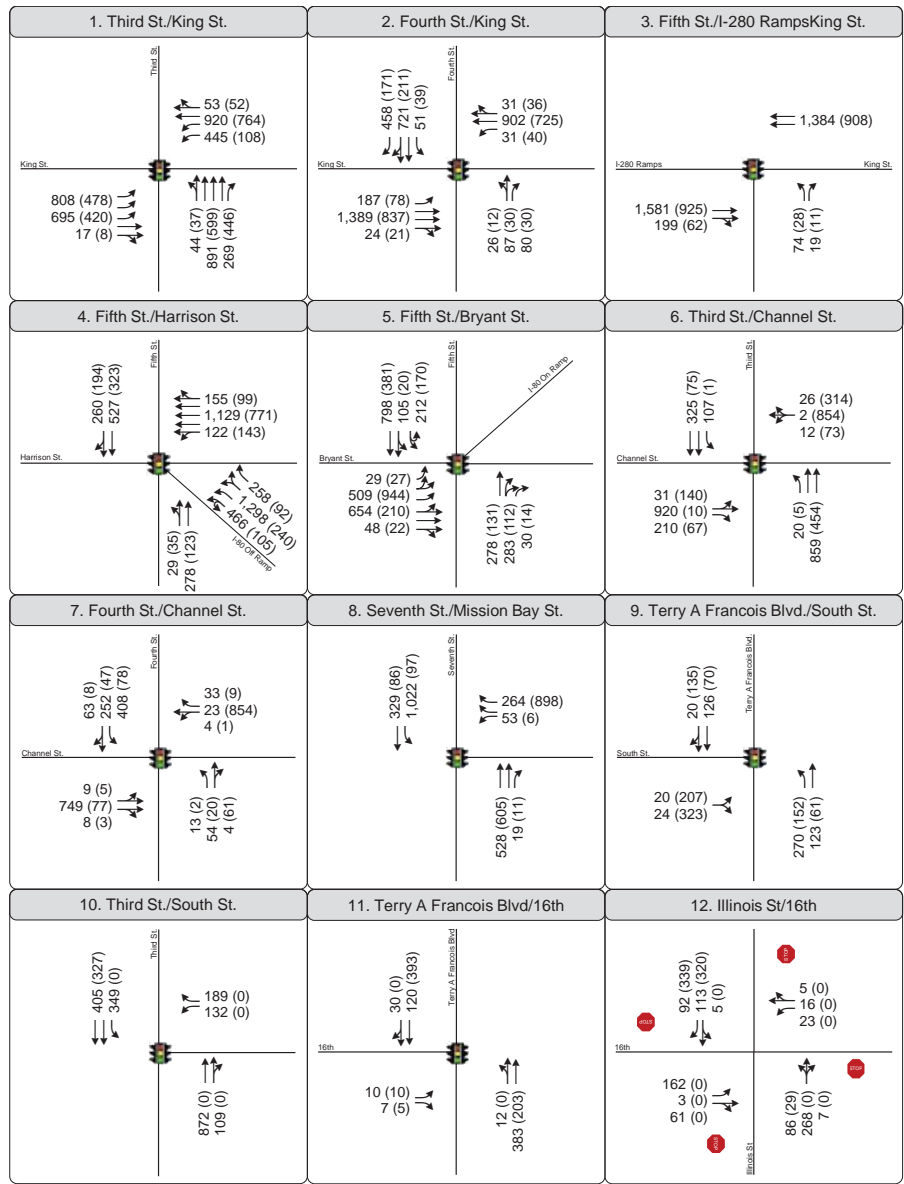 1. Third St./King St.
Third St.
53 (52)
920 (764)
445 (108)
King St.
808 (478)
695 (420)
17 (8)
44 (37)
891 (599)
269 (446)
2. Fourth St./King St.
Fourth St.
458 (171)
721 (211)
51 (39)
31 (36)
902 (725)
31 (40)
King St.
187 (78)
1,389 (837)
24 (21)
26 (12)
87 (30)
80 (30)
3. Fifth St./I-280 RampsKing St.
1,384 (908)
I-280 Ramps
King St.
1,581 (925)
199 (62)
74 (28)
19 (11)
4. Fifth St./Harrison St.
Fifth St.
260 (194)
527 (323)
155 (99)
1,129 (771)
122 (143)
Harrison St.
258 (92)
1,298 (240)
466 (105)
I-80 Off Ramp
29 (35)
278 (123)
5. Fifth St./Bryant St.
Fifth St.
I-80 On Ramp
798 (381)
105 (20)
212 (170)
Bryant St.
29 (27)
509 (944)
654 (210)
48 (22)
278 (131)
283 (112)
30 (14)
6. Third St./Channel St.
Third St.
325 (75)
107 (1)
26 (314)
2 (854)
12 (73)
Channel St.
31 (140)
920 (10)
210 (67)
20 (5)
859 (454)
7. Fourth St./Channel St.
Fourth St.
63 (8)
252 (47)
408 (78)
33 (9)
23 (854)
4 (1)
Channel St.
9 (5)
749 (77)
8 (3)
13 (2)
54 (20)
4 (61)
8. Seventh St./Mission Bay St.
Seventh St.
329 (86)
1,022 (97)
264 (898)
53 (6)
528 (605)
19 (11)
9. Terry A Francois Blvd./South St.
Terry A Francois Blvd.
20 (135)
126 (70)
South St.
20 (207)
24 (323)
270 (152)
123 (61)
10. Third St./South St.
Third St.
405 (327)
349 (0)
189 (0)
132 (0)
872 (0)
109 (0)
11. Terry A Francois Blvd/16th
Terry A Francois Blvd
30 (0)
120 (393)
16th
10 (10)
7 (5)
12 (0)
383 (203)
12. Illinois St/16th
STOP
92 (339)
113 (320)
5 (0)
5 (0)
16 (0)
23 (0)
STOP
16th
STOP
162 (0)
3 (0)
61 (0)
86 (29)
268 (0)
7 (0)
STOP
Illinois St